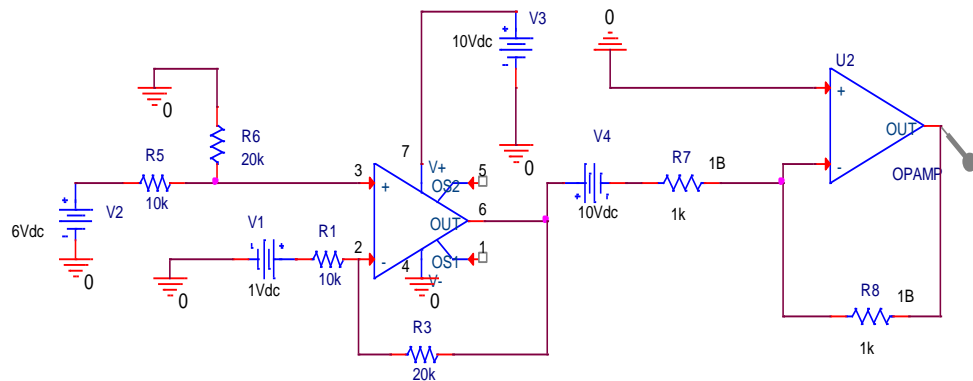 V3
10Vdc
0
0
U2
+
-
OUT
OPAMP
0
R6
20k
R5
10k
V2
6Vdc
0
7
V+
3
+
5
OS2
6
OUT
2
-
1
OS1
4
V-
0
V1
1Vdc
R1
10k
0
R3
20k
V4
10Vdc
R7
1B
1k
R8
1B
1k